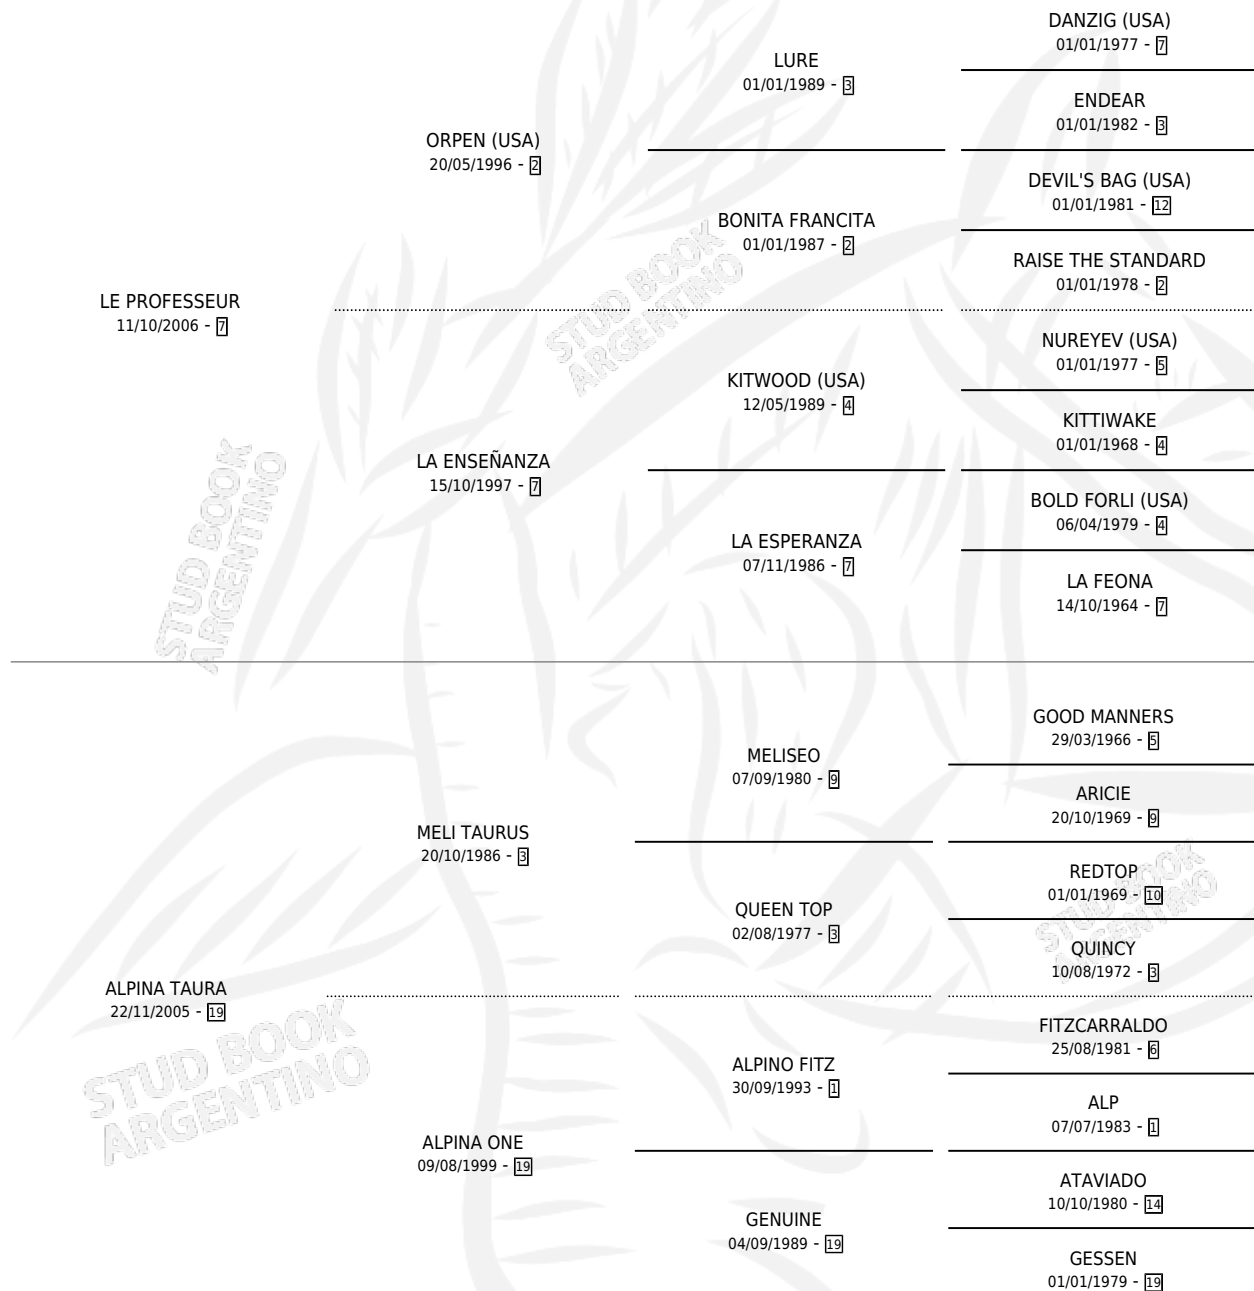 DANZIG (USA)
01/01/1977 - 7
LURE
01/01/1989 - 3
ENDEAR
01/01/1982 - 3
ORPEN (USA)
20/05/1996 - 2
DEVIL'S BAG (USA)
01/01/1981 - 12
BONITA FRANCITA
01/01/1987 - 2
RAISE THE STANDARD
01/01/1978 - 2
LE PROFESSEUR
11/10/2006 - 7
NUREYEV (USA)
01/01/1977 - 5
KITWOOD (USA)
12/05/1989 - 4
KITTIWAKE
01/01/1968 - 4
LA ENSEÑANZA
15/10/1997 - 7
BOLD FORLI (USA)
06/04/1979 - 4
LA ESPERANZA
07/11/1986 - 7
LA FEONA
14/10/1964 - 7
GOOD MANNERS
29/03/1966 - 5
MELISEO
07/09/1980 - 9
ARICIE
20/10/1969 - 9
MELI TAURUS
20/10/1986 - 3
REDTOP
01/01/1969 - 10
QUEEN TOP
02/08/1977 - 3
QUINCY
10/08/1972 - 3
ALPINA TAURA
22/11/2005 - 19
FITZCARRALDO
25/08/1981 - 6
ALPINO FITZ
30/09/1993 - 1
ALP
07/07/1983 - 1
ALPINA ONE
09/08/1999 - 19
ATAVIADO
10/10/1980 - 14
GENUINE
04/09/1989 - 19
GESSEN
01/01/1979 - 19
STUD BOOK
ARGENTINO
STUD BOOK
ARGENTINO
STUD BOOK
ARGENTINO
STUD BOOK
ARGENTINO